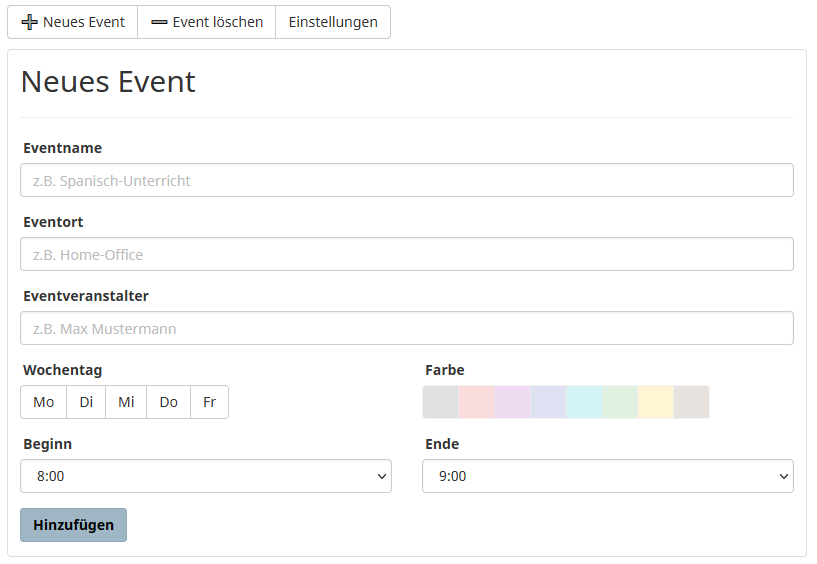 Neues Event Event löschen Einstellungen
Neues Event
Eventname
z.B. Spanisch-Unterricht
Eventort
z.B. Home-Office
Eventveranstalter
z.B. Max Mustermann
Wochentag Farbe
Mo Di Mi Do Fr
Beginn Ende
8:00 9:00
Hinzufügen